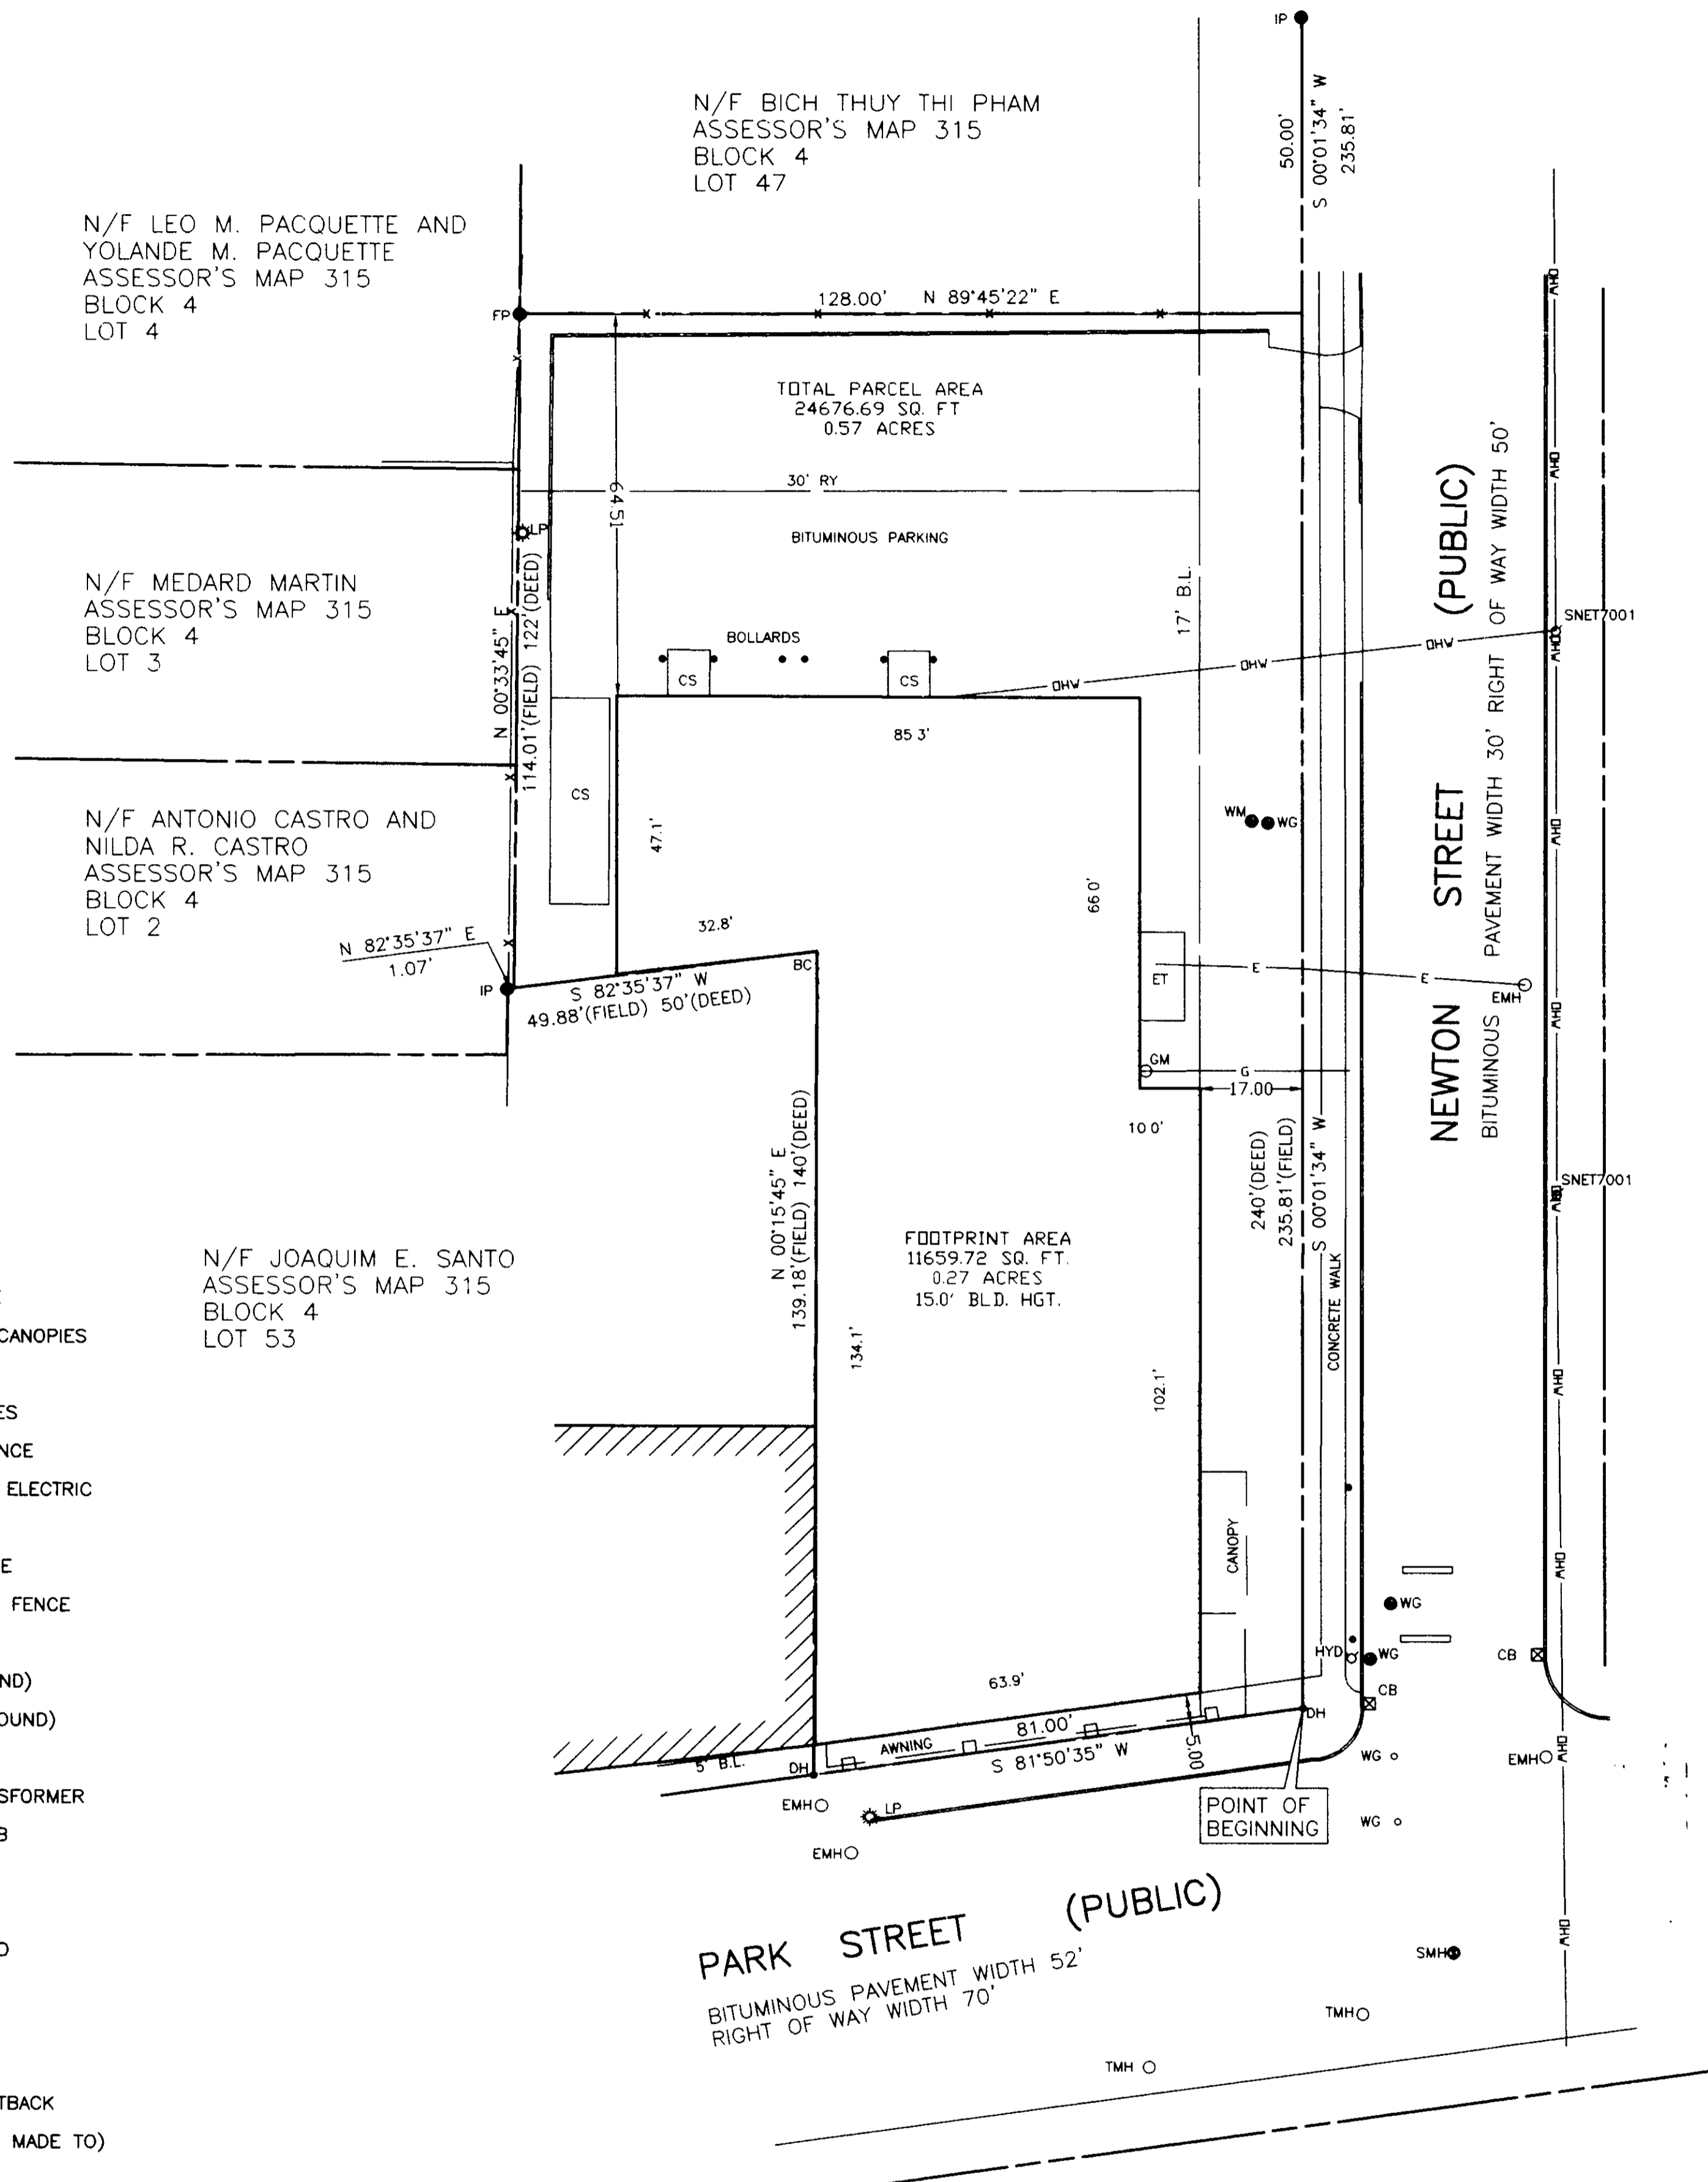 IP
50.00'
S 00°01'34" W
235.81'
N/F BICH THUY THI PHAM
ASSESSOR'S MAP 315
BLOCK 4
LOT 47
N/F LEO M. PACQUETTE AND
YOLANDE M. PACQUETTE
ASSESSOR'S MAP 315
BLOCK 4
LOT 4
FP
128.00' N 89°45'22" E
TOTAL PARCEL AREA
24676.69 SQ. FT
0.57 ACRES
30' RY
64.51
LP
BITUMINOUS PARKING
N/F MEDARD MARTIN
ASSESSOR'S MAP 315
BLOCK 4
LOT 3
N 00°33'45" E
114.01'(FIELD) 122'(DEED)
BOLLARDS
CS
CS
CS
17' B.L.
OHW
OHW
OHW
SNET7001
85 3'
47.1'
WM
WG
66 0'
N/F ANTONIO CASTRO AND
NILDA R. CASTRO
ASSESSOR'S MAP 315
BLOCK 4
LOT 2
N 82°35'37" E
1.07'
IP
32.8'
BC
S 82°35'37" W
49.88'(FIELD) 50'(DEED)
ET
E
E
EMH
GM
G
17.00
10 0'
NEWTON STREET (PUBLIC)
BITUMINOUS PAVEMENT WIDTH 30' RIGHT OF WAY WIDTH 50'
OHW
OHW
OHW
OHW
OHW
OHW
OHW
OHW
OHW
OHW
SNET7001
N 00°15'45" E
139.18'(FIELD) 140'(DEED)
240'(DEED)
235.81'(FIELD)
S 00°01'34" W
CONCRETE WALK
FOOTPRINT AREA
11659.72 SQ. FT.
0.27 ACRES
15.0' BLD. HGT.
134.1'
102.1'
N/F JOAQUIM E. SANTO
ASSESSOR'S MAP 315
BLOCK 4
LOT 53
CANOPIES
ES
NCE
ELECTRIC
E
FENCE
ND)
OUND)
SFORMER
B
D
TBACK
MADE TO)
CANOPY
WG
HYD
WG
CB
CB
63.9'
81.00'
AWNING
S 81°50'35" W
5.00
5' B.L.
DH
DH
WG
EMH
WG
POINT OF
BEGINNING
EMH
LP
EMH
PARK STREET (PUBLIC)
BITUMINOUS PAVEMENT WIDTH 52'
RIGHT OF WAY WIDTH 70'
SMH
TMH
TMH